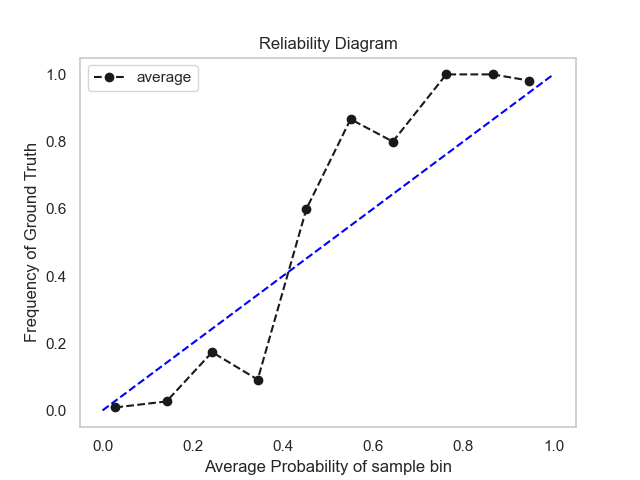 Reliability Diagram
average
Frequency of Ground Truth
1.0
0.8
0.6
0.4
0.2
0.0
0.0 0.2 0.4 0.6 0.8 1.0
Average Probability of sample bin